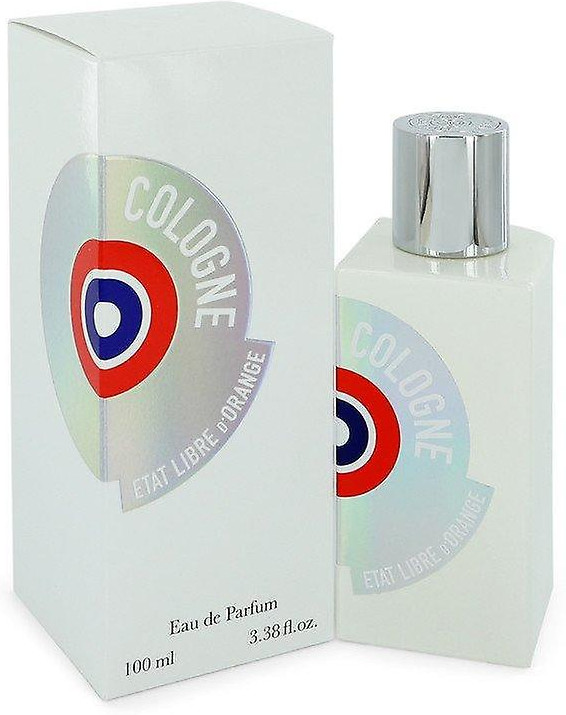 COLOGNE
ETAT LIBRE D'ORANGE
Eau de Parfum
100 ml
3.38 fl.oz.
COLOGNE
ETAT LIBRE D'ORANGE